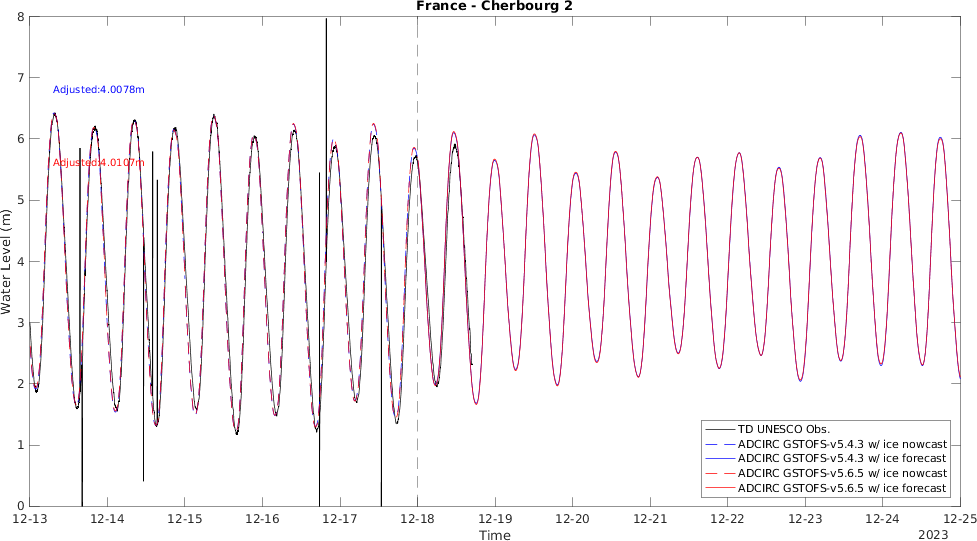 France - Cherbourg 2
8
7
6
5
4
3
2
1
0
Water Level (m)
Adjusted:4.0078m
Adjusted:4.0107m
TD UNESCO Obs.
ADCIRC GSTOFS-v5.4.3 w/ ice nowcast
ADCIRC GSTOFS-v5.4.3 w/ ice forecast
ADCIRC GSTOFS-v5.6.5 w/ ice nowcast
ADCIRC GSTOFS-v5.6.5 w/ ice forecast
12-13 12-14 12-15 12-16 12-17 12-18 12-19 12-20 12-21 12-22 12-23 12-24 12-25
Time
2023